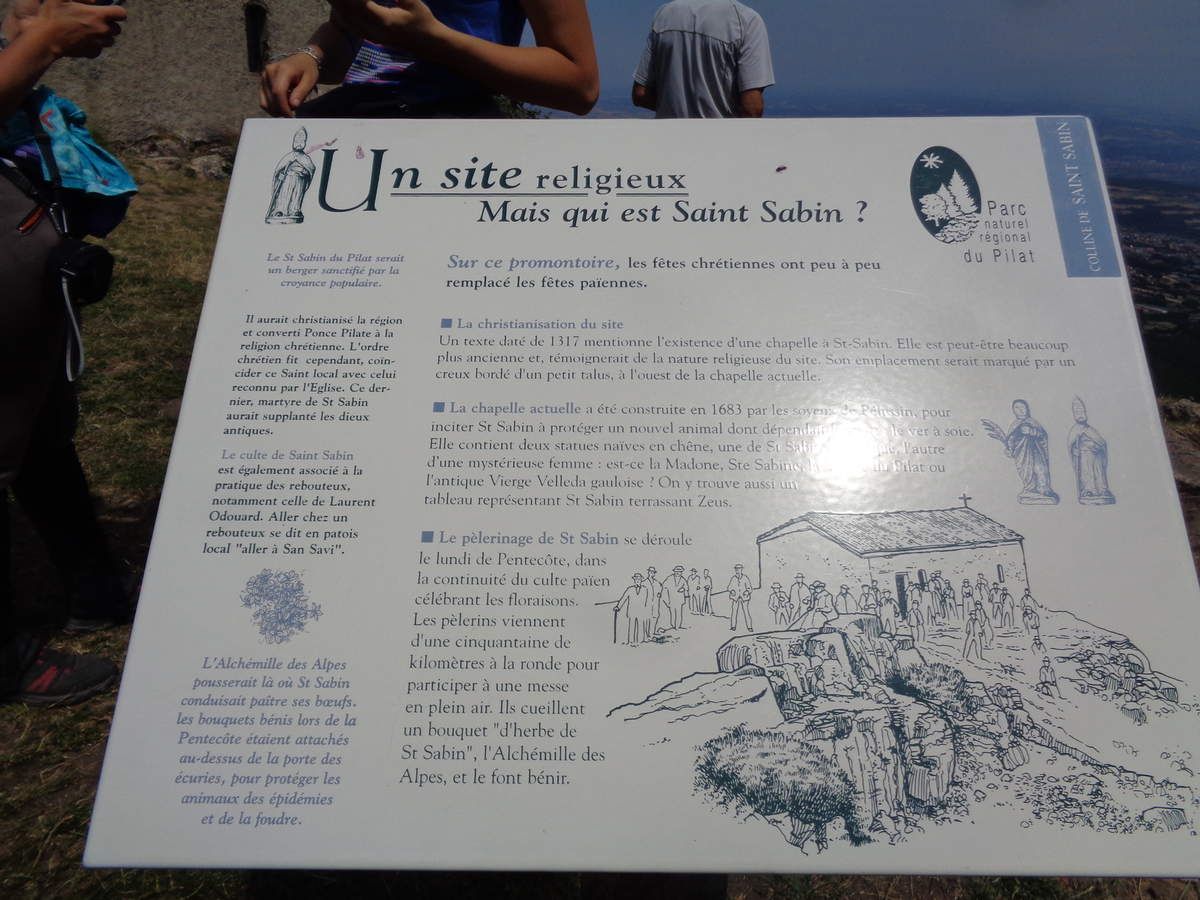 Un site religieux
Mais qui est Saint Sabin ?
Parc
naturel
régional
du Pilat
COLLINE DE SAINT SABIN
Le St Sabin du Pilat serait
un berger sanctifié par la
croyance populaire.
Il aurait christianisé la région
et converti Ponce Pilate à la
religion chrétienne. L'ordre
chrétien fit cependant, coïn-
cider ce Saint local avec celui
reconnu par l'Eglise. Ce der-
nier, martyre de St Sabin
aurait supplanté les dieux
antiques.
Le culte de Saint Sabin
est également associé à la
pratique des rebouteux,
notamment celle de Laurent
Odouard. Aller chez un
rebouteux se dit en patois
local "aller à San Savi".
L'Alchémille des Alpes
pousserait là où St Sabin
conduisait paître ses bœufs.
les bouquets bénis lors de la
Pentecôte étaient attachés
au-dessus de la porte des
écuries, pour protéger les
animaux des épidémies
et de la foudre.
Sur ce promontoire, les fêtes chrétiennes ont peu à peu
remplacé les fêtes païennes.
■ La christianisation du site
Un texte daté de 1317 mentionne l'existence d'une chapelle à St-Sabin. Elle est peut-être beaucoup
plus ancienne et, témoignerait de la nature religieuse du site. Son emplacement serait marqué par un
creux bordé d'un petit talus, à l'ouest de la chapelle actuelle.
■ La chapelle actuelle a été construite en 1683 par les soyeux de Pélussin, pour
inciter St Sabin à protéger un nouvel animal dont le ver à soie.
Elle contient deux statues naïves en chêne, une de St l'autre
d'une mystérieuse femme : est-ce la Madone, Ste Sabine, du Pilat ou
l'antique Vierge Velleda gauloise ? On y trouve aussi un
tableau représentant St Sabin terrassant Zeus.
■ Le pèlerinage de St Sabin se déroule
le lundi de Pentecôte, dans
la continuité du culte païen
célébrant les floraisons.
Les pèlerins viennent
d'une cinquantaine de
kilomètres à la ronde pour
participer à une messe
en plein air. Ils cueillent
un bouquet "d'herbe de
St Sabin", l'Alchémille des
Alpes, et le font bénir.